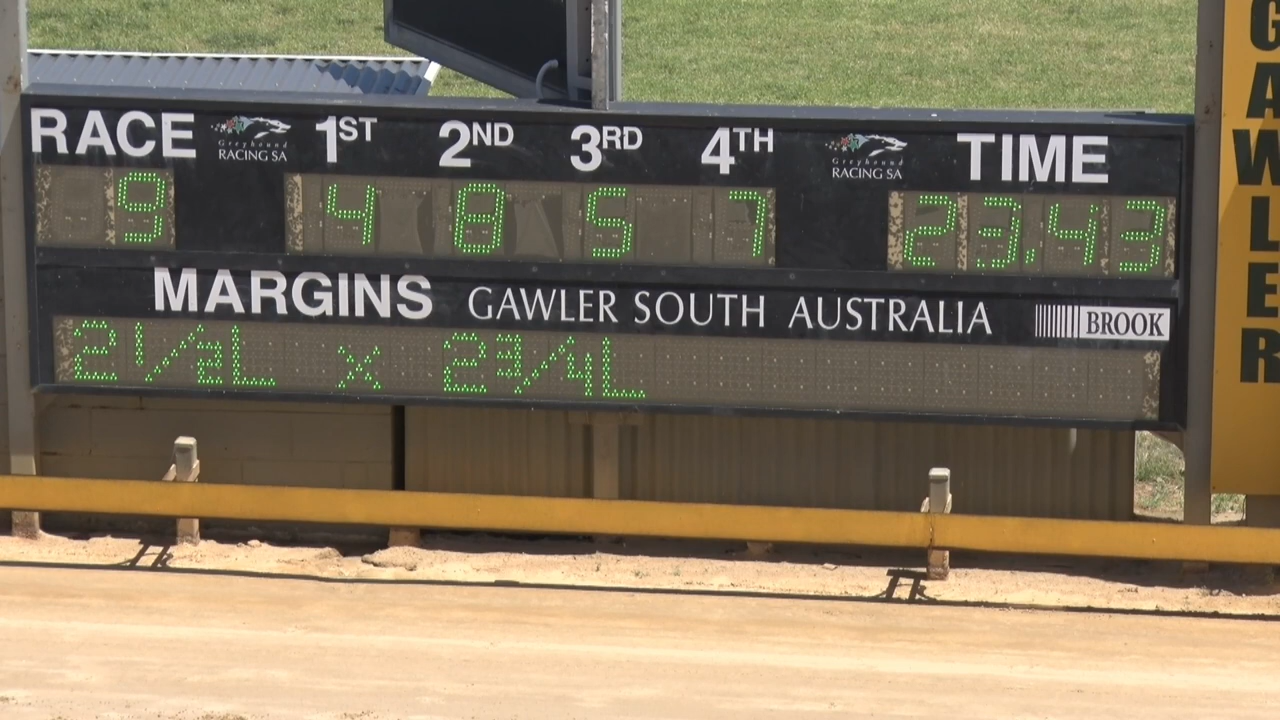 RACE Greyhound RACING SA 1ST 2ND 3RD 4TH Greyhound RACING SA TIME
9 4 8 5 7 23.43
MARGINS GAWLER SOUTH AUSTRALIA BROOK
2 1/2L x 2 3/4L
GAWLER